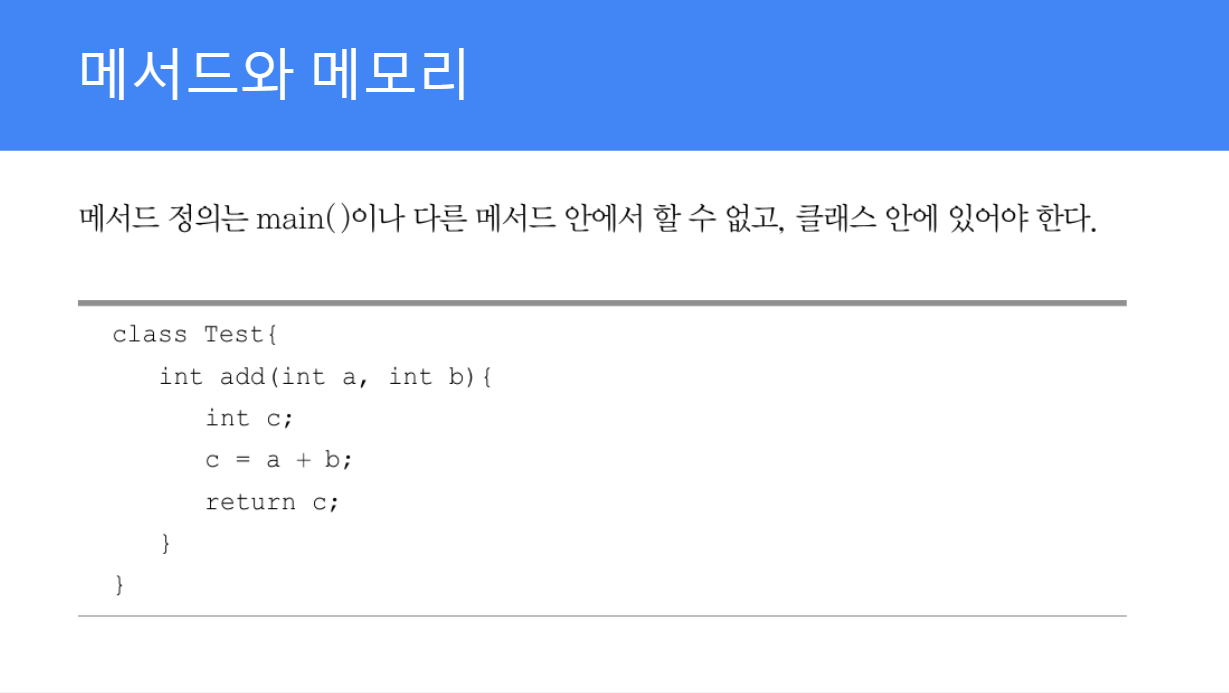 메서드와 메모리
메서드 정의는 main( )이나 다른 메서드 안에서 할 수 없고, 클래스 안에 있어야 한다.
class Test{
int add(int a, int b){
int c;
c = a + b;
return c;
}
}